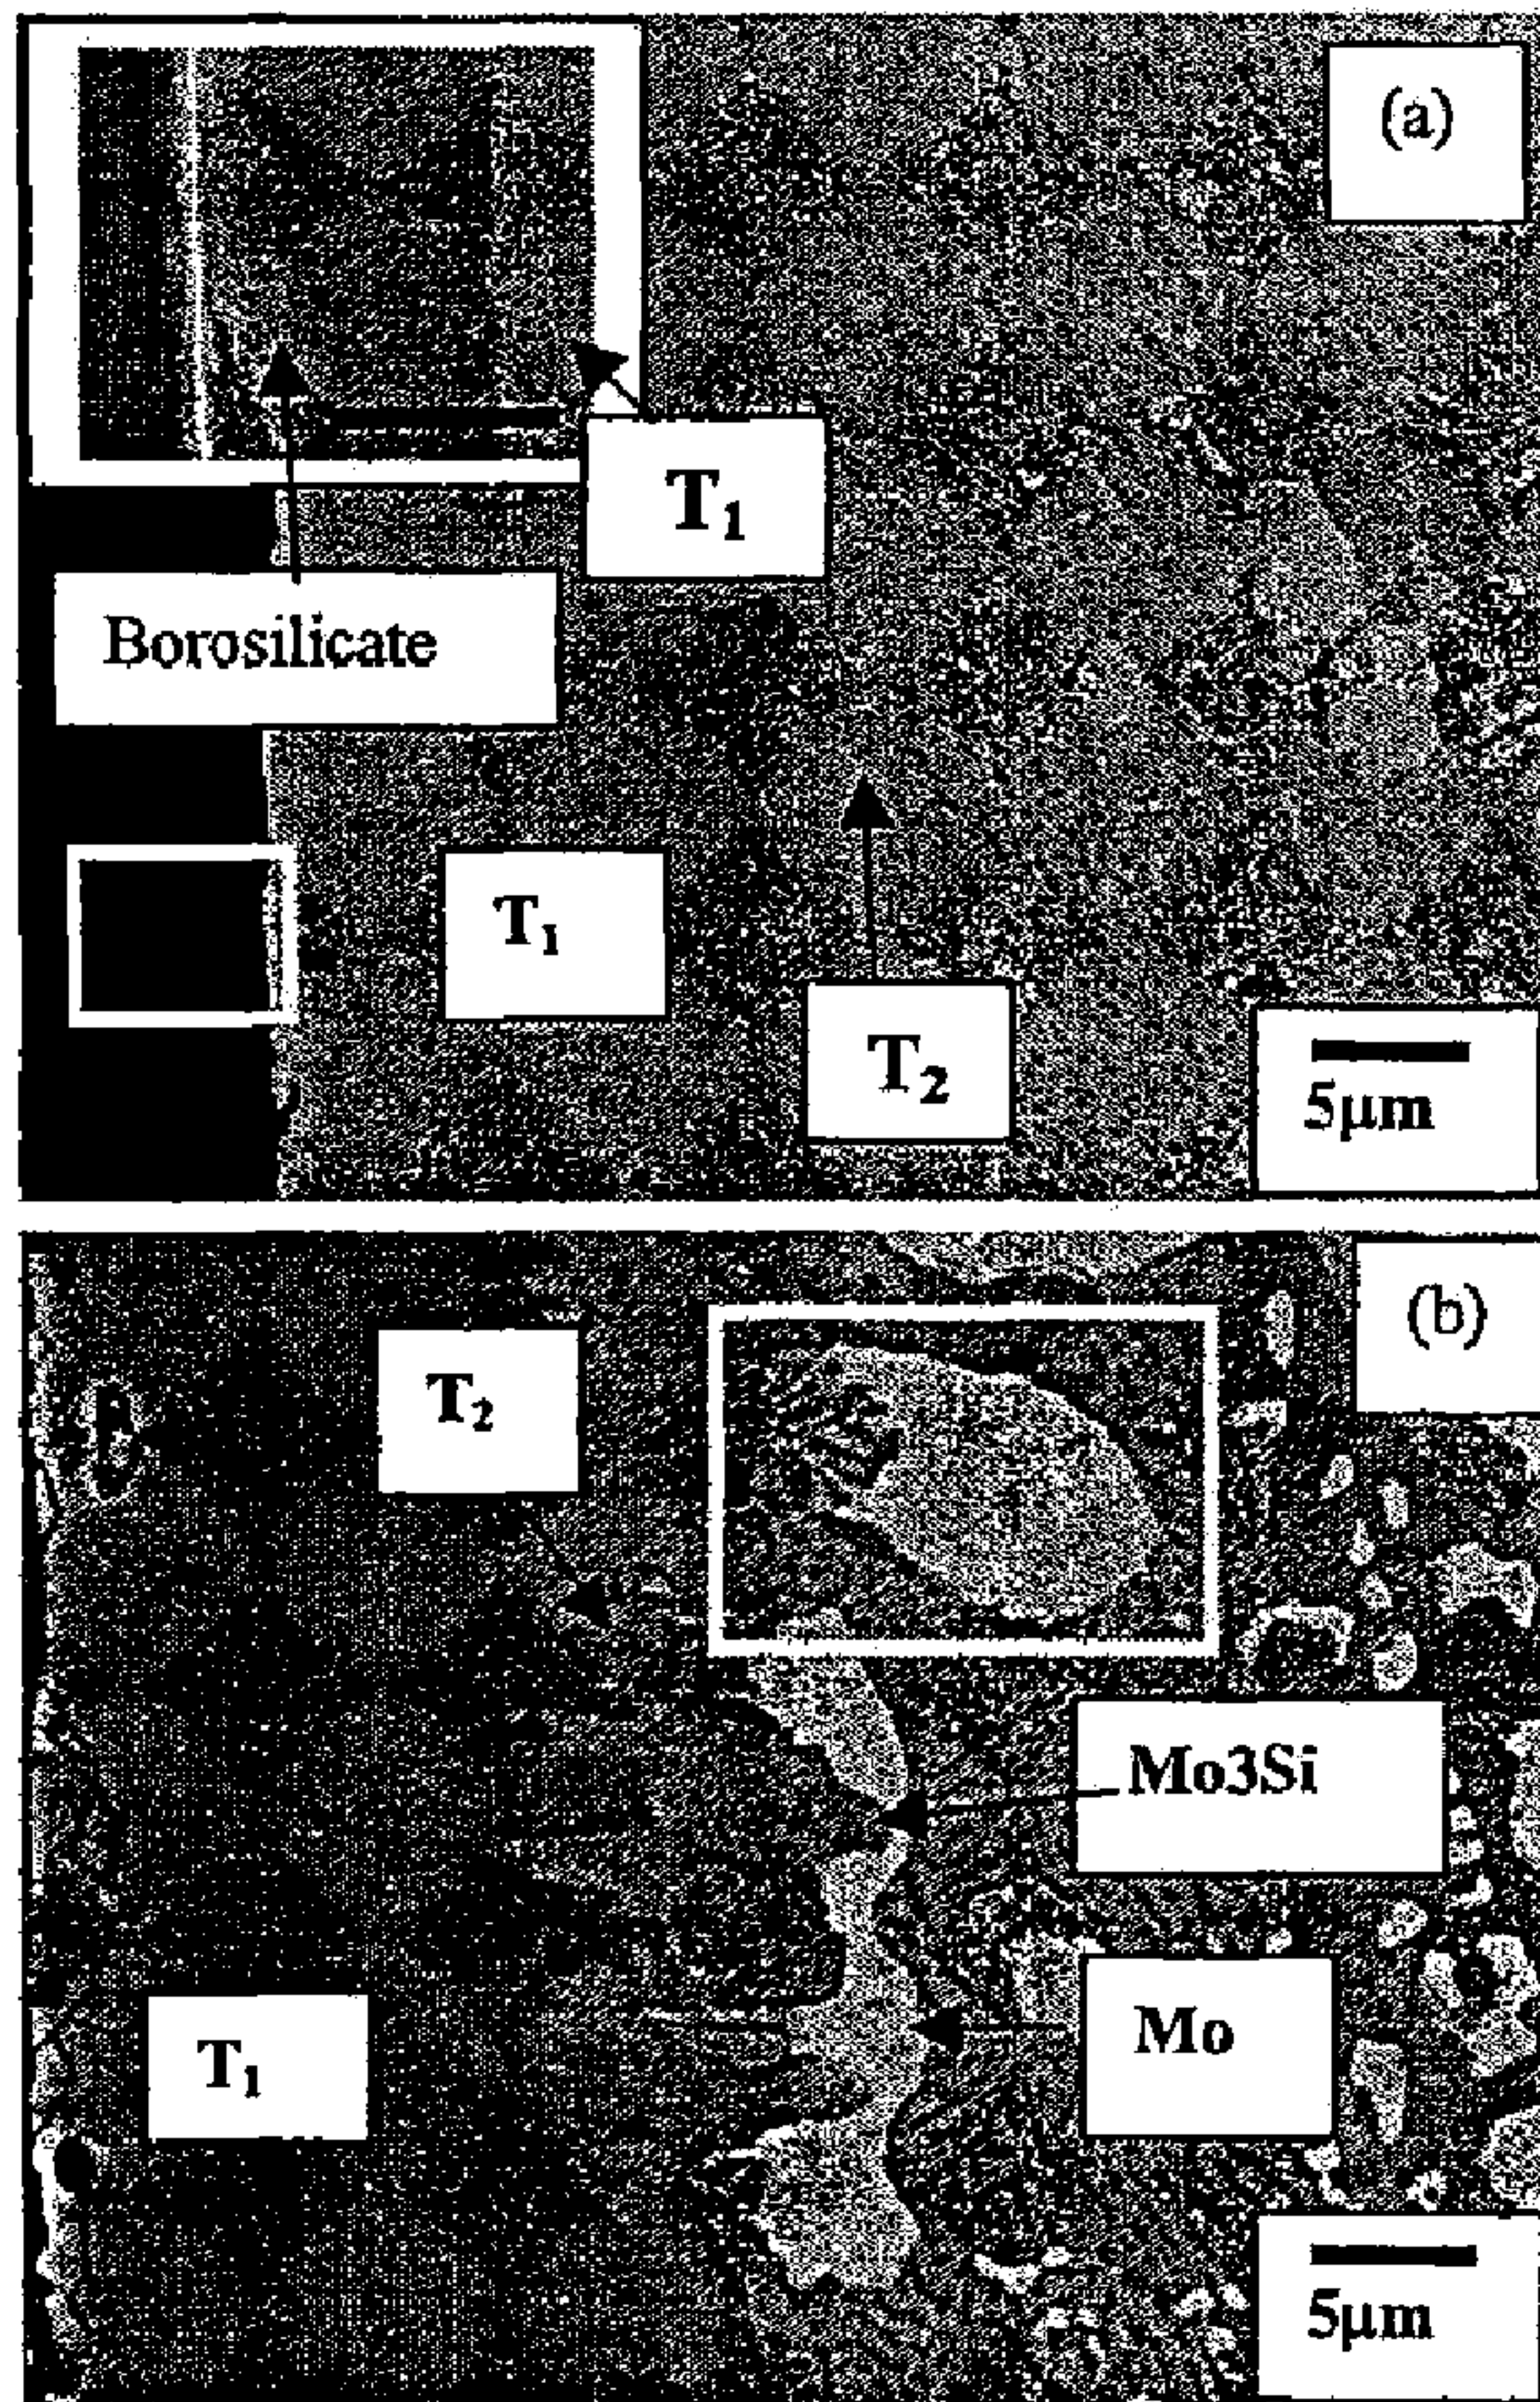 (a)
T₁
Borosilicate
T₁
T₂
5μm
(b)
T₂
Mo3Si
Mo
T₁
5μm